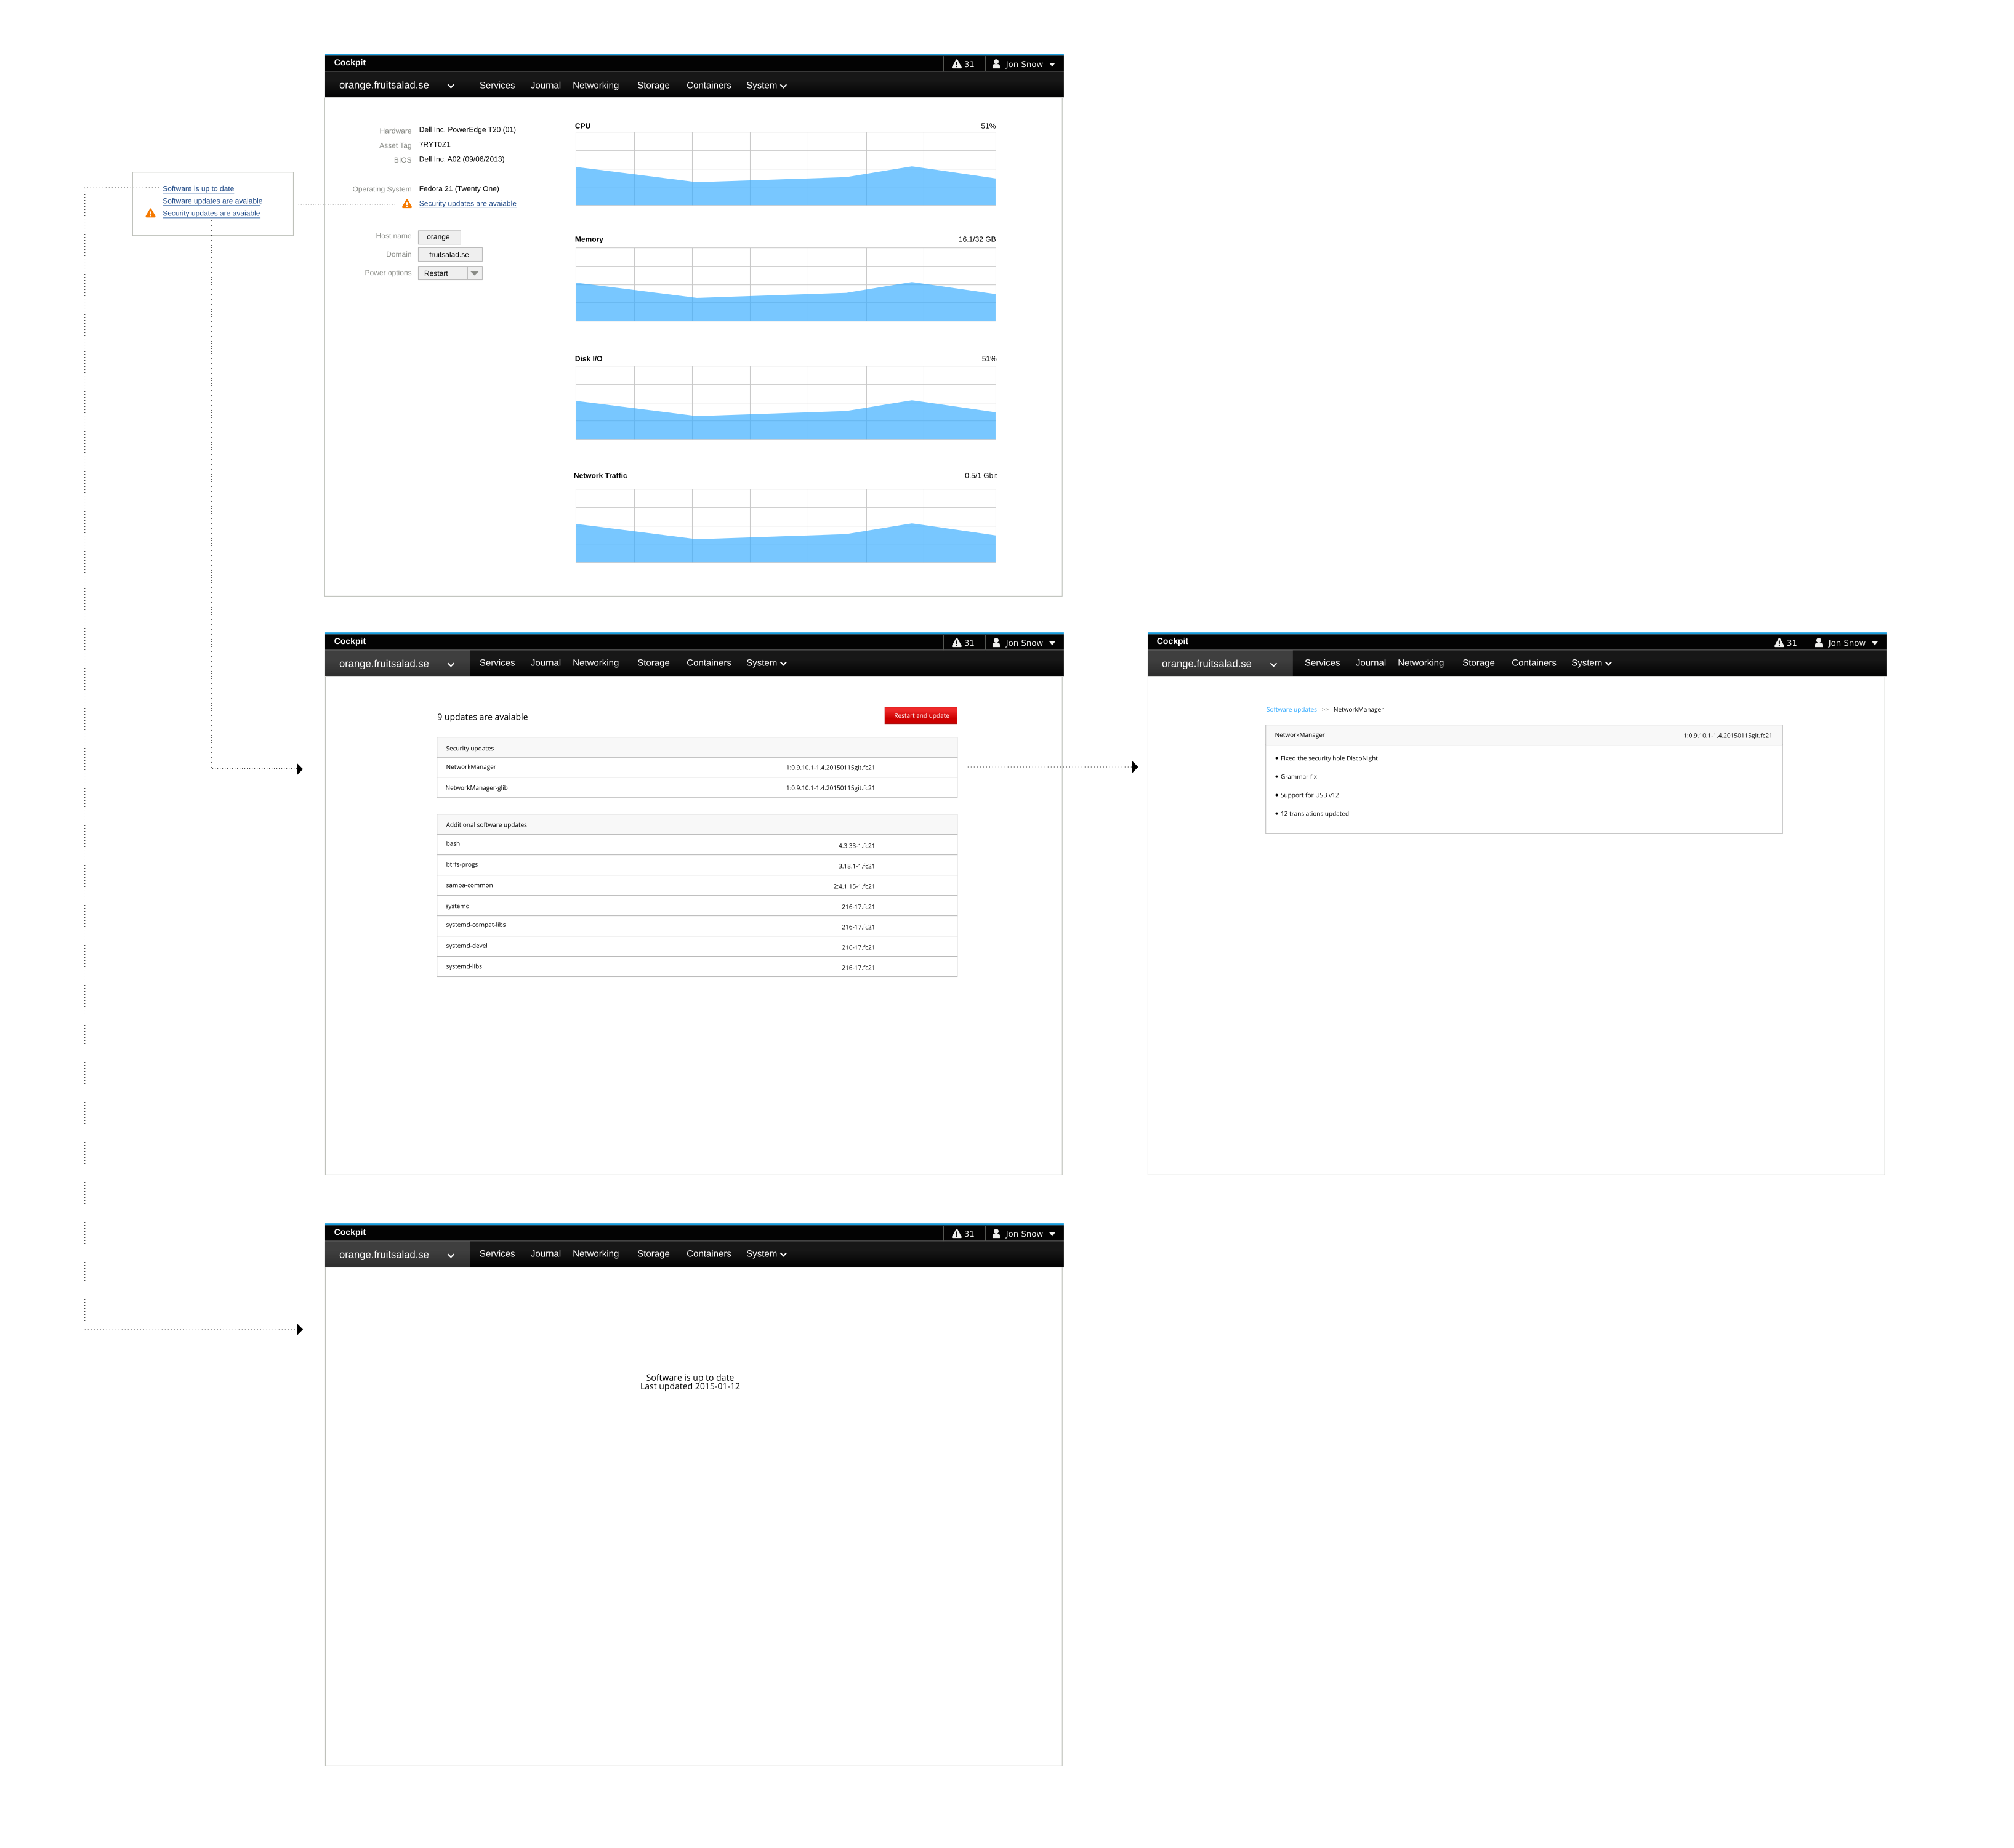 Cockpit
31
Jon Snow
orange.fruitsalad.se
Services Journal Networking Storage Containers System
Hardware Dell Inc. PowerEdge T20 (01)
Asset Tag 7RYT0Z1
BIOS Dell Inc. A02 (09/06/2013)
Operating System Fedora 21 (Twenty One)
Security updates are avaiable
Host name orange
Domain fruitsalad.se
Power options Restart
CPU 51%
Memory 16.1/32 GB
Disk I/O 51%
Network Traffic 0.5/1 Gbit
Software is up to date
Software updates are avaiable
Security updates are avaiable
Cockpit
31
Jon Snow
orange.fruitsalad.se
Services Journal Networking Storage Containers System
9 updates are avaiable
Restart and update
Security updates
NetworkManager 1:0.9.10.1-1.4.20150115git.fc21
NetworkManager-glib 1:0.9.10.1-1.4.20150115git.fc21
Additional software updates
bash 4.3.33-1.fc21
btrfs-progs 3.18.1-1.fc21
samba-common 2:4.1.15-1.fc21
systemd 216-17.fc21
systemd-compat-libs 216-17.fc21
systemd-devel 216-17.fc21
systemd-libs 216-17.fc21
Cockpit
31
Jon Snow
orange.fruitsalad.se
Services Journal Networking Storage Containers System
Software updates >> NetworkManager
NetworkManager 1:0.9.10.1-1.4.20150115git.fc21
• Fixed the security hole DiscoNight
• Grammar fix
• Support for USB v12
• 12 translations updated
Cockpit
31
Jon Snow
orange.fruitsalad.se
Services Journal Networking Storage Containers System
Software is up to date
Last updated 2015-01-12